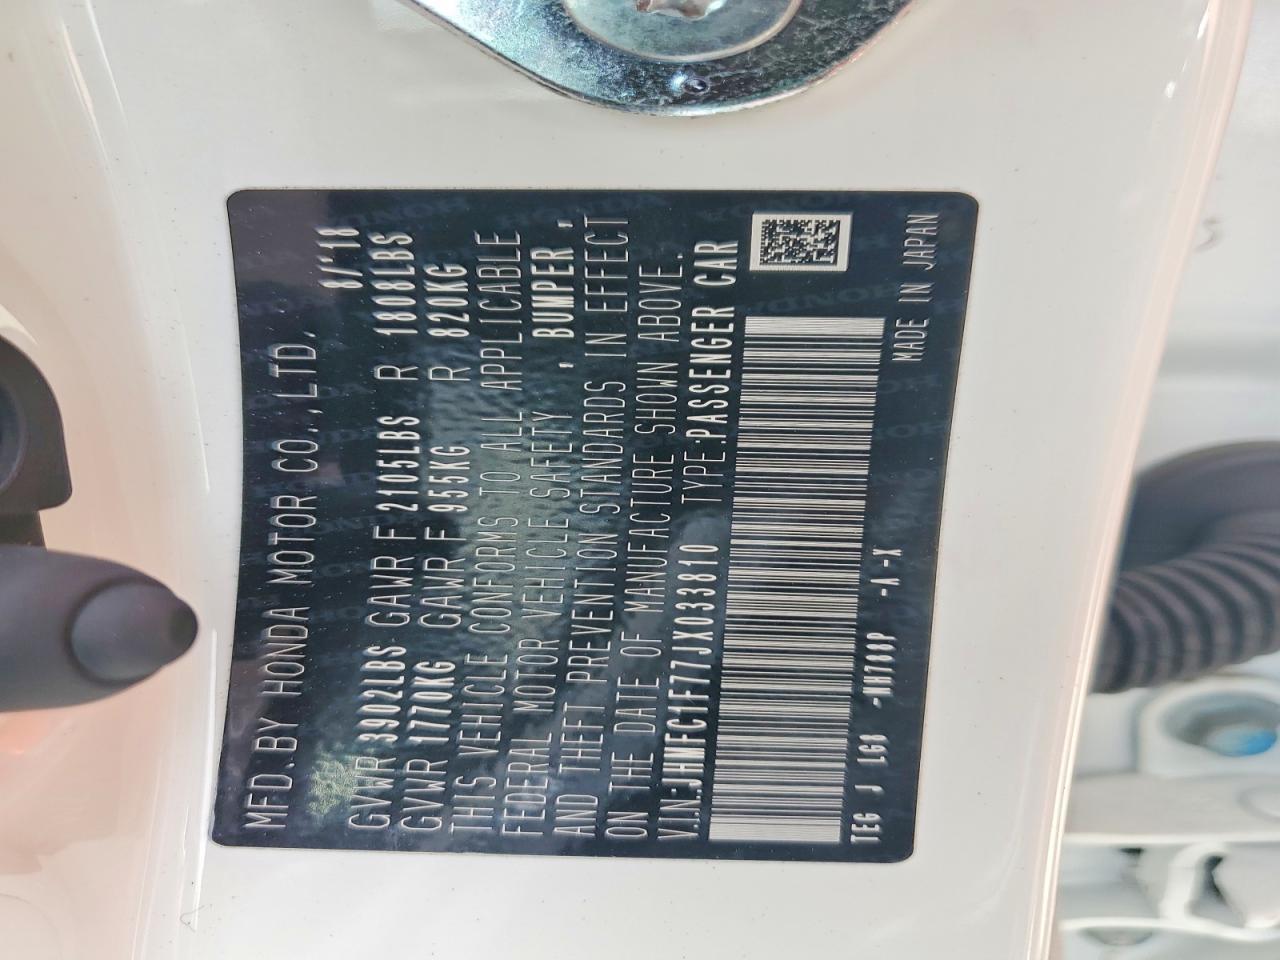 MFD. BY HONDA MOTOR CO., LTD. 8/'18
GVWR 3902LBS GAWR F 2105LBS R 1808LBS
GVWR 1770KG GAWR F 955KG R 820KG
THIS VEHICLE CONFORMS TO ALL APPLICABLE
FEDERAL MOTOR VEHICLE SAFETY , BUMPER ,
AND THEFT PREVENTION STANDARDS IN EFFECT
ON THE DATE OF MANUFACTURE SHOWN ABOVE.
V.I.N.:JHMFC1F77JX033810 TYPE:PASSENGER CAR
TEG J LG8 -NH788P -A -X MADE IN JAPAN